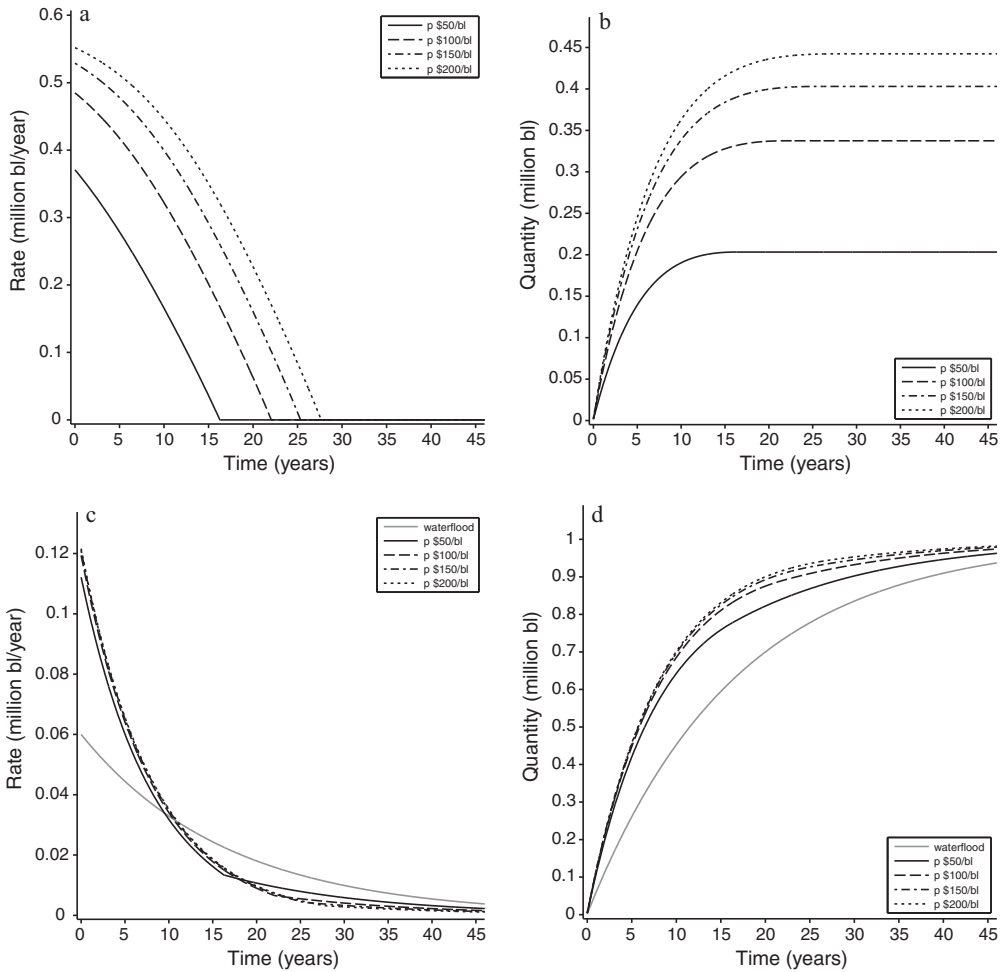 a
0.6
0.5
0.4
0.3
0.2
0.1
0
Rate (million bl/year)
0 5 10 15 20 25 30 35 40 45
Time (years)
p $50/bl
p $100/bl
p $150/bl
p $200/bl
b
0.45
0.4
0.35
0.3
0.25
0.2
0.15
0.1
0.05
0
Quantity (million bl)
0 5 10 15 20 25 30 35 40 45
Time (years)
p $50/bl
p $100/bl
p $150/bl
p $200/bl
c
0.12
0.1
0.08
0.06
0.04
0.02
0
Rate (million bl/year)
0 5 10 15 20 25 30 35 40 45
Time (years)
waterflood
p $50/bl
p $100/bl
p $150/bl
p $200/bl
d
1
0.9
0.8
0.7
0.6
0.5
0.4
0.3
0.2
0.1
0
Quantity (million bl)
0 5 10 15 20 25 30 35 40 45
Time (years)
waterflood
p $50/bl
p $100/bl
p $150/bl
p $200/bl